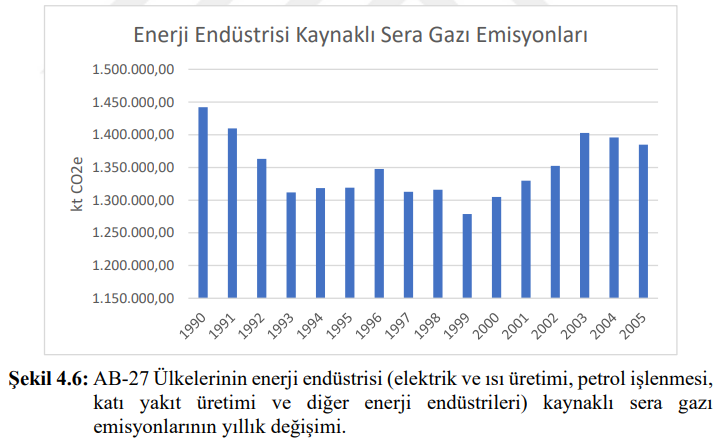 Enerji Endüstrisi Kaynaklı Sera Gazı Emisyonları
1.500.000,00
1.450.000,00
1.400.000,00
1.350.000,00
1.300.000,00
1.250.000,00
1.200.000,00
1.150.000,00
kt CO2e
1990 1991 1992 1993 1994 1995 1996 1997 1998 1999 2000 2001 2002 2003 2004 2005
Şekil 4.6: AB-27 Ülkelerinin enerji endüstrisi (elektrik ve ısı üretimi, petrol işlenmesi,
katı yakıt üretimi ve diğer enerji endüstrileri) kaynaklı sera gazı
emisyonlarının yıllık değişimi.